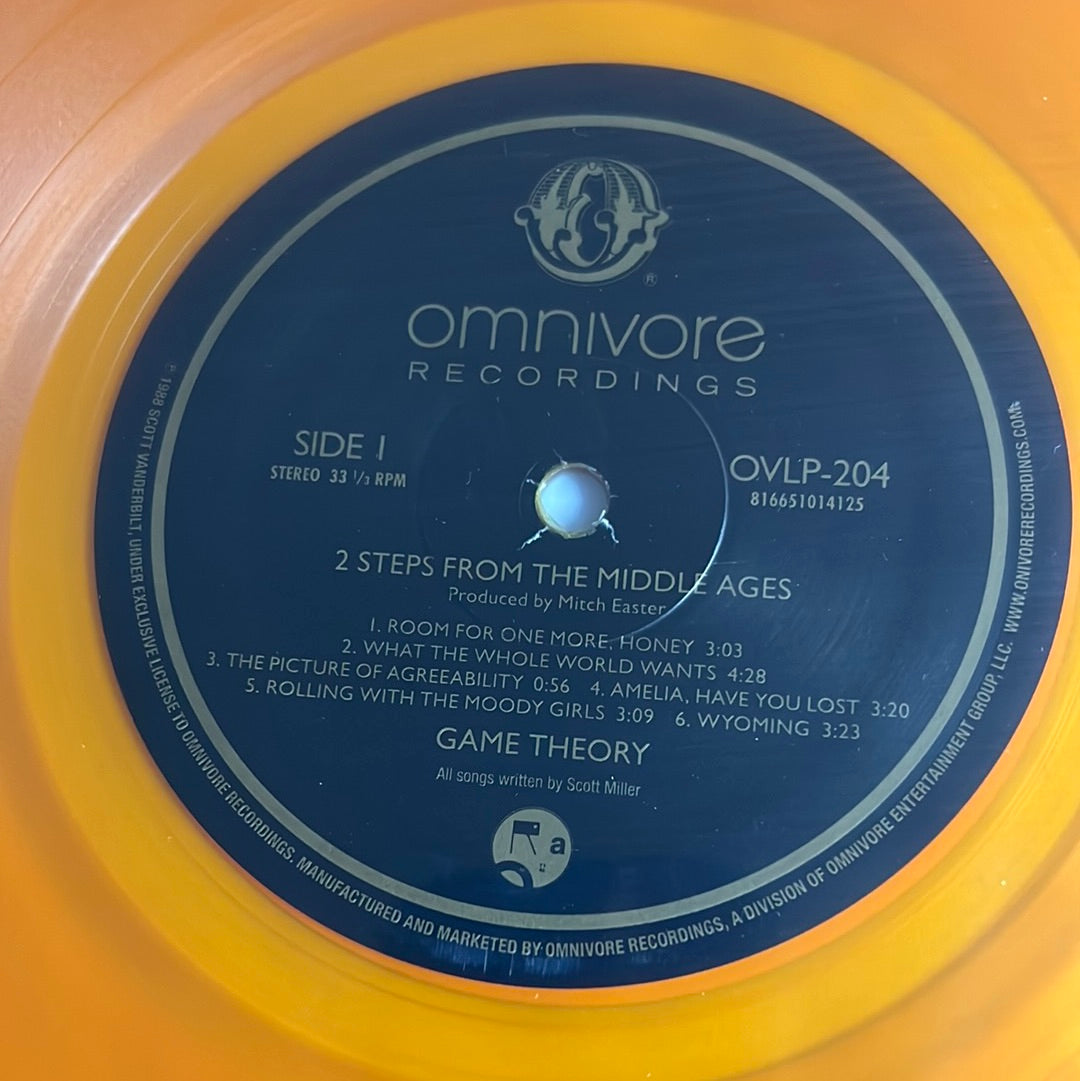 omnivore
RECORDINGS
®
SIDE 1
STEREO 33 1/3 RPM
OVLP-204
816651014125
2 STEPS FROM THE MIDDLE AGES
Produced by Mitch Easter
1. ROOM FOR ONE MORE, HONEY 3:03
2. WHAT THE WHOLE WORLD WANTS 4:28
3. THE PICTURE OF AGREEABILITY 0:56 4. AMELIA, HAVE YOU LOST 3:20
5. ROLLING WITH THE MOODY GIRLS 3:09 6. WYOMING 3:23
GAME THEORY
All songs written by Scott Miller
Ra
℗ 1988 SCOTT VANDERBILT, UNDER EXCLUSIVE LICENSE TO OMNIVORE RECORDINGS. MANUFACTURED AND MARKETED BY OMNIVORE RECORDINGS, A DIVISION OF OMNIVORE ENTERTAINMENT GROUP, LLC. WWW.ONIVORERECORDINGS.COM